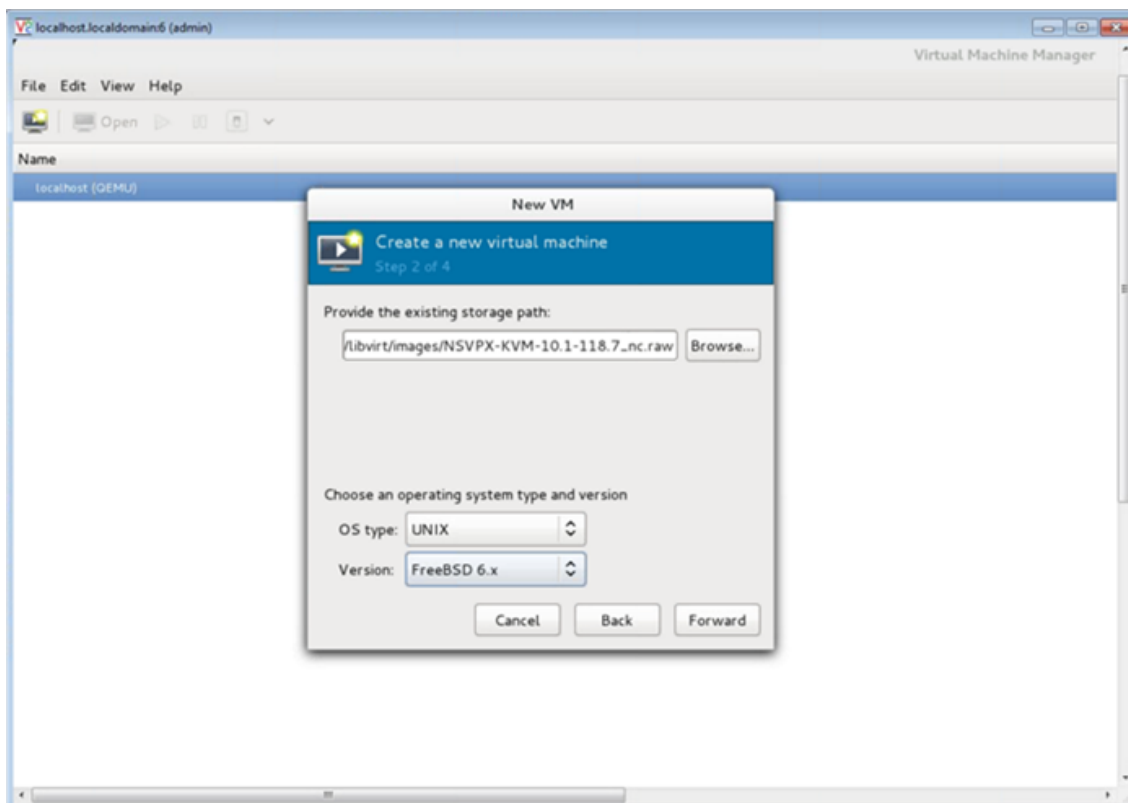 localhost.localdomain:6 (admin)
Virtual Machine Manager
File Edit View Help
Open
Name
localhost (QEMU)
New VM
Create a new virtual machine
Step 2 of 4
Provide the existing storage path:
/libvirt/images/NSVPX-KVM-10.1-118.7_nc.raw Browse...
Choose an operating system type and version
OS type: UNIX
Version: FreeBSD 6.x
Cancel Back Forward